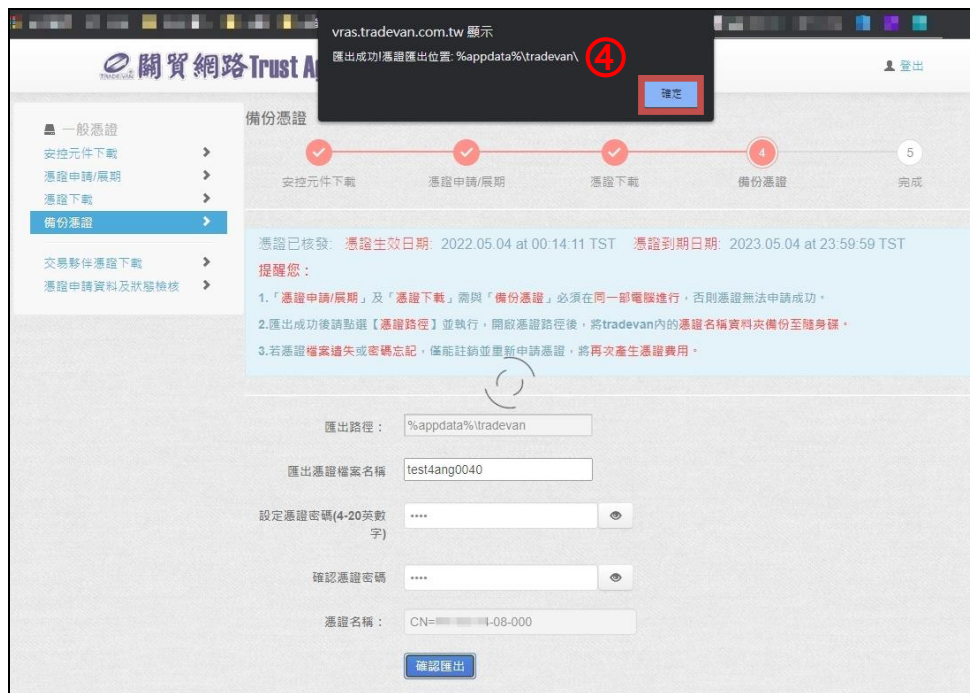 vras.tradevan.com.tw 顯示
匯出成功!憑證匯出位置: %appdata%\tradevan\
④
確定
TRADE-VAN
關貿網路 Trust A
登出
一般憑證
安控元件下載
憑證申請/展期
憑證下載
備份憑證
交易夥伴憑證下載
憑證申請資料及狀態檢核
備份憑證
4
5
安控元件下載
憑證申請/展期
憑證下載
備份憑證
完成
憑證已核發: 憑證生效日期: 2022.05.04 at 00:14:11 TST 憑證到期日期: 2023.05.04 at 23:59:59 TST
提醒您：
1.「憑證申請/展期」及「憑證下載」需與「備份憑證」必須在同一部電腦進行，否則憑證無法申請成功。
2.匯出成功後請點選【憑證路徑】並執行，開啟憑證路徑後，將tradevan內的憑證名稱資料夾備份至隨身碟。
3.若憑證檔案遺失或密碼忘記，僅能註銷並重新申請憑證，將再次產生憑證費用。
匯出路徑：
%appdata%\tradevan
匯出憑證檔案名稱
test4ang0040
設定憑證密碼(4-20英數
字)
確認憑證密碼
憑證名稱：
CN=
4-08-000
確認匯出